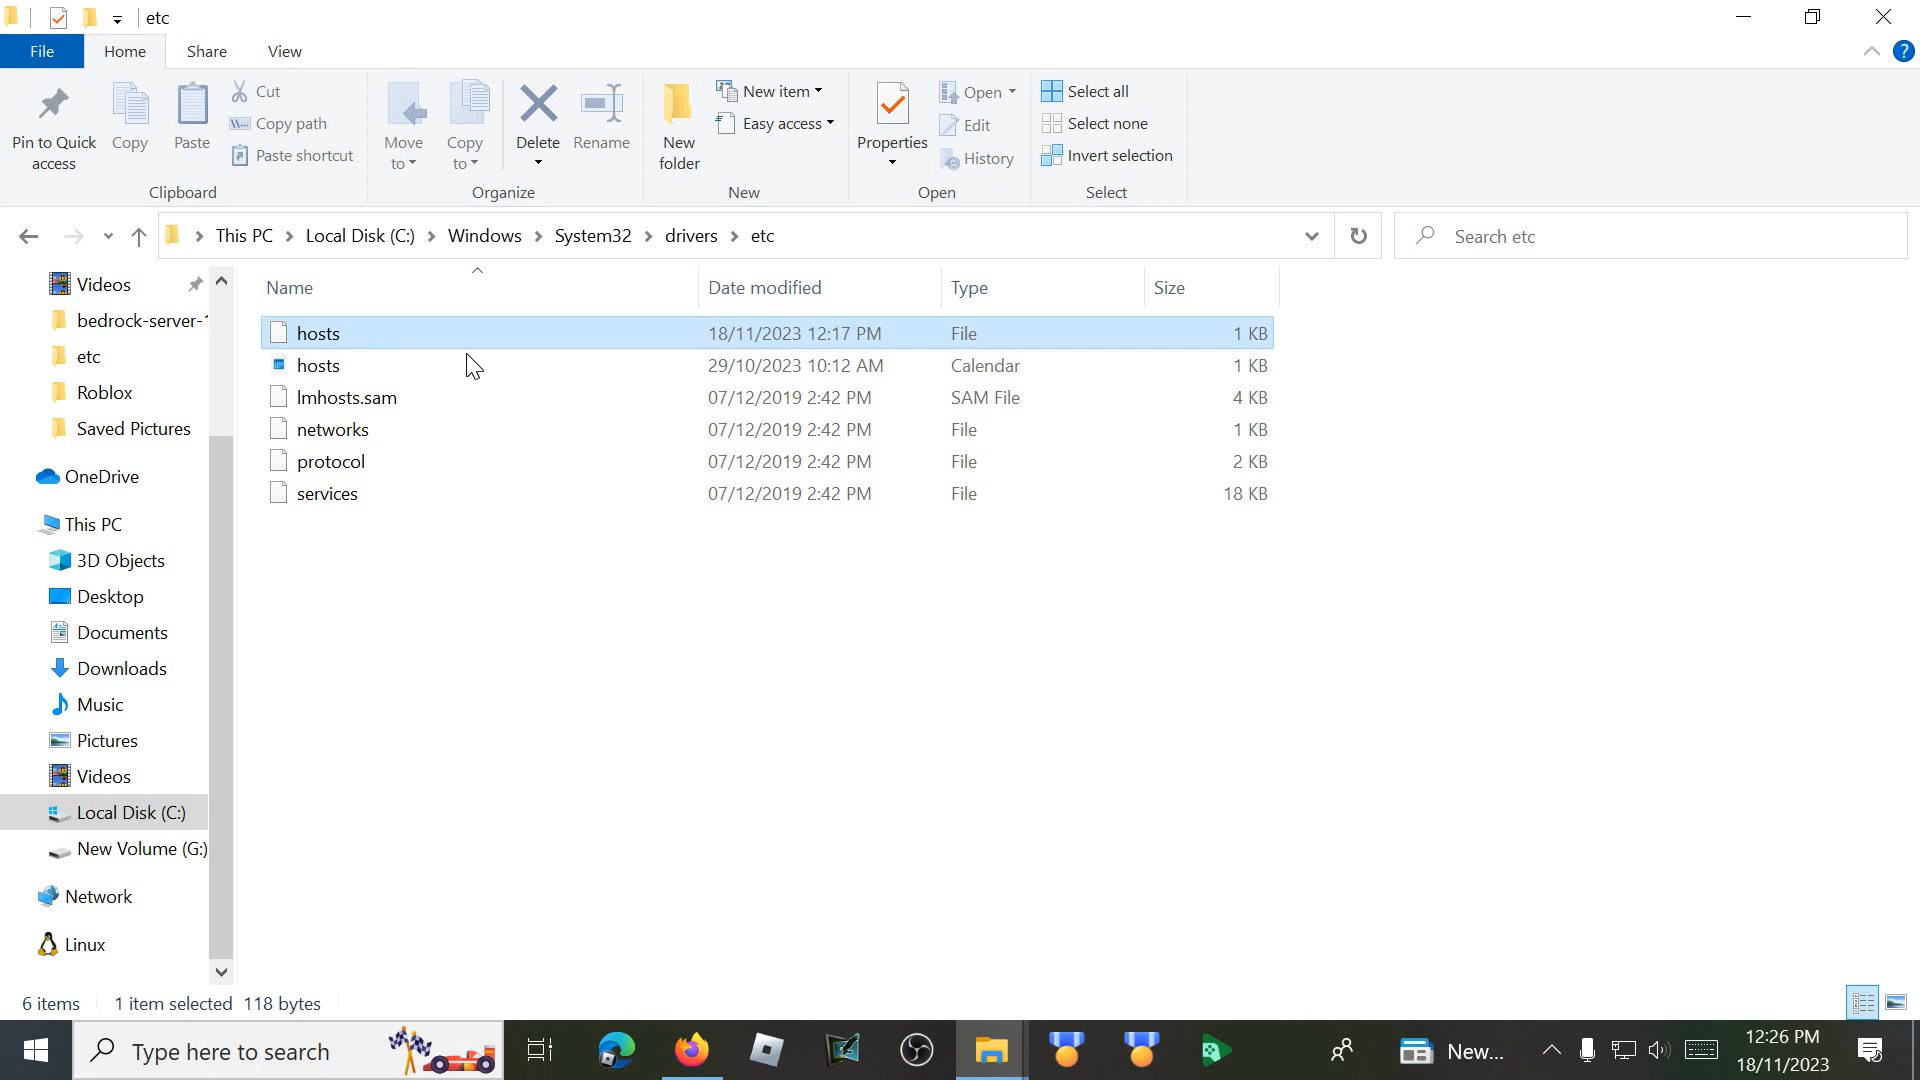 etc
File
Home
Share
View
Pin to Quick access
Copy
Paste
Cut
Copy path
Paste shortcut
Clipboard
Move to
Copy to
Delete
Rename
Organize
New folder
New item
Easy access
New
Properties
Open
Edit
History
Open
Select all
Select none
Invert selection
Select
This PC
Local Disk (C:)
Windows
System32
drivers
etc
Search etc
Videos
bedrock-server-
etc
Roblox
Saved Pictures
OneDrive
This PC
3D Objects
Desktop
Documents
Downloads
Music
Pictures
Videos
Local Disk (C:)
New Volume (G:)
Network
Linux
Name Date modified Type Size
hosts 18/11/2023 12:17 PM File 1 KB
hosts 29/10/2023 10:12 AM Calendar 1 KB
lmhosts.sam 07/12/2019 2:42 PM SAM File 4 KB
networks 07/12/2019 2:42 PM File 1 KB
protocol 07/12/2019 2:42 PM File 2 KB
services 07/12/2019 2:42 PM File 18 KB
6 items 1 item selected 118 bytes
Type here to search
New...
12:26 PM
18/11/2023